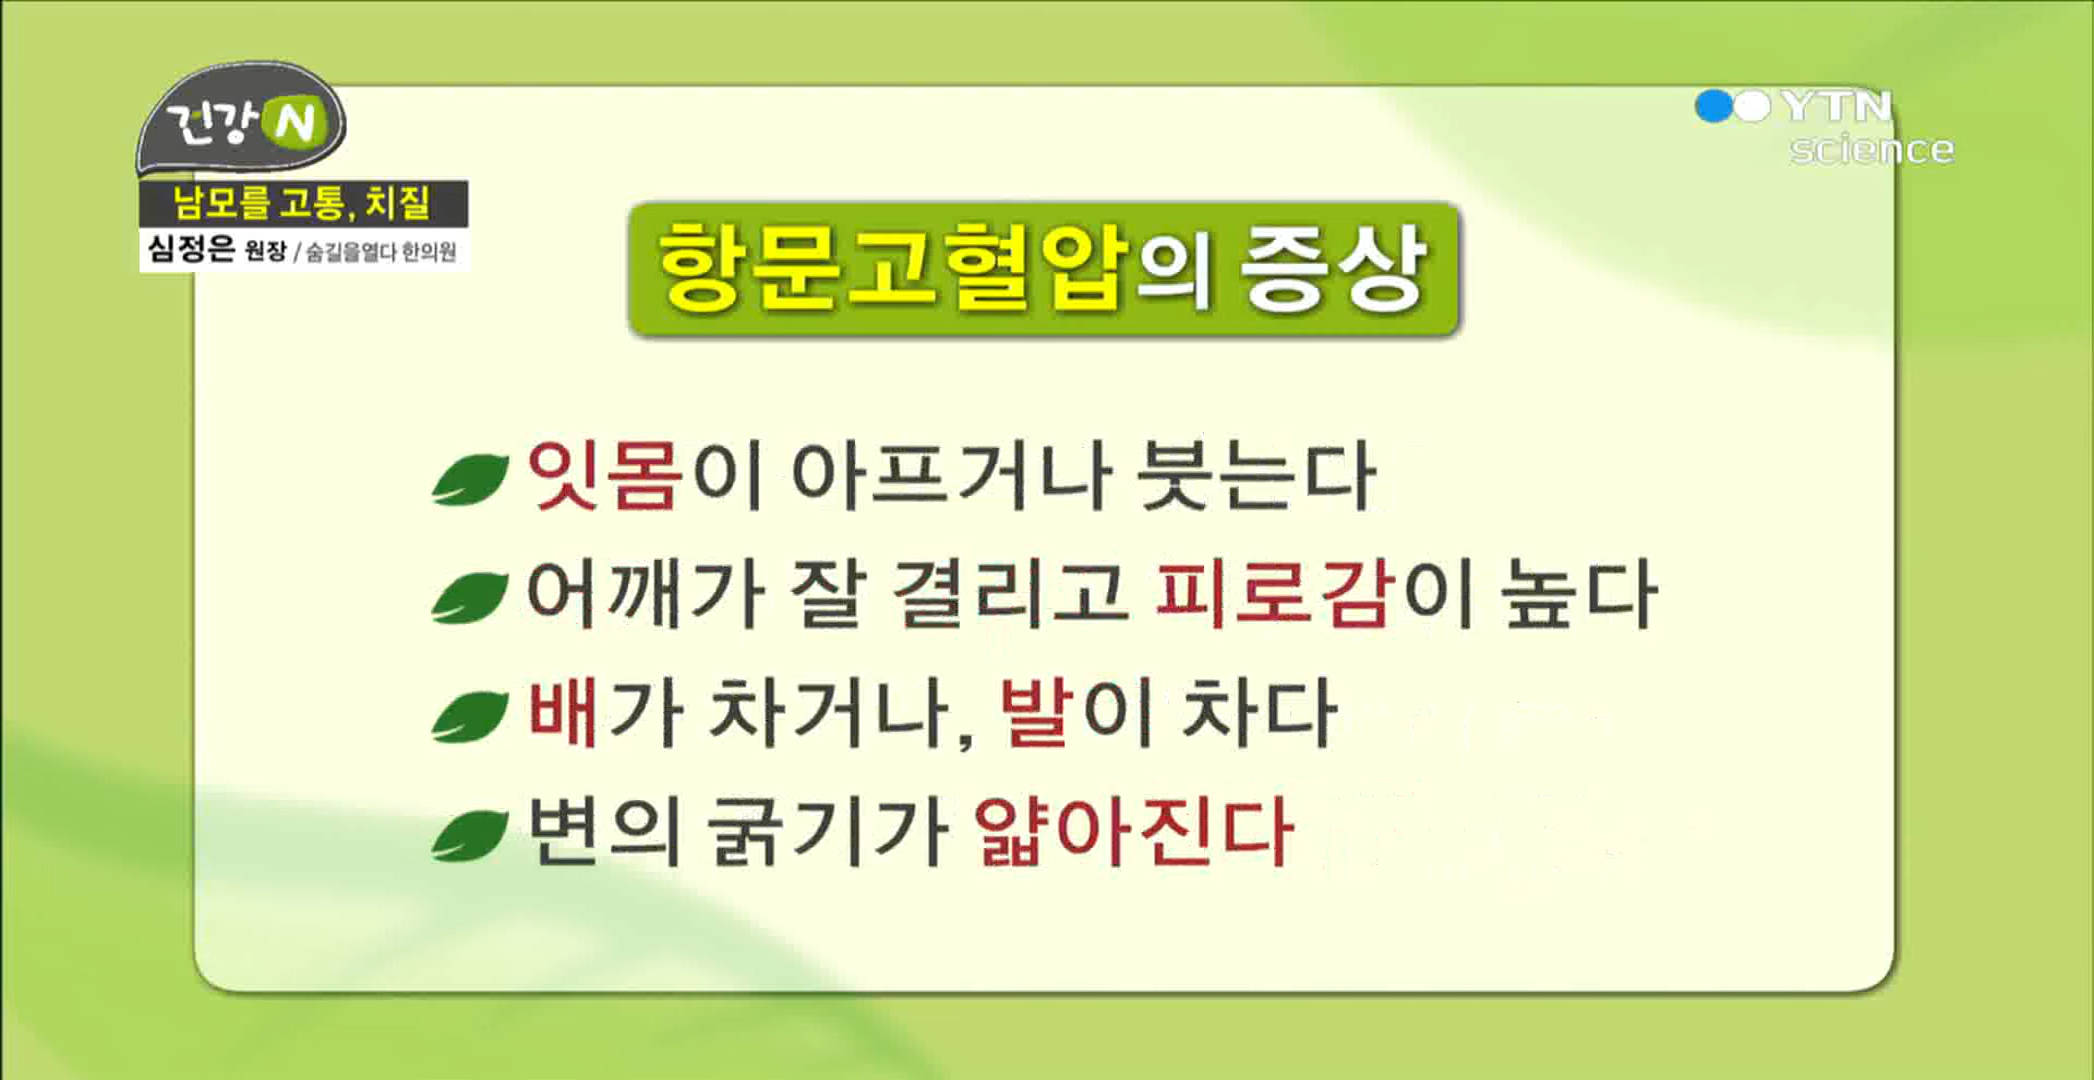 건강N
YTN
science
남모를 고통, 치질
심정은 원장 / 숨길을열다 한의원
항문고혈압의 증상
잇몸이 아프거나 붓는다
어깨가 잘 결리고 피로감이 높다
배가 차거나, 발이 차다
변의 굵기가 얇아진다